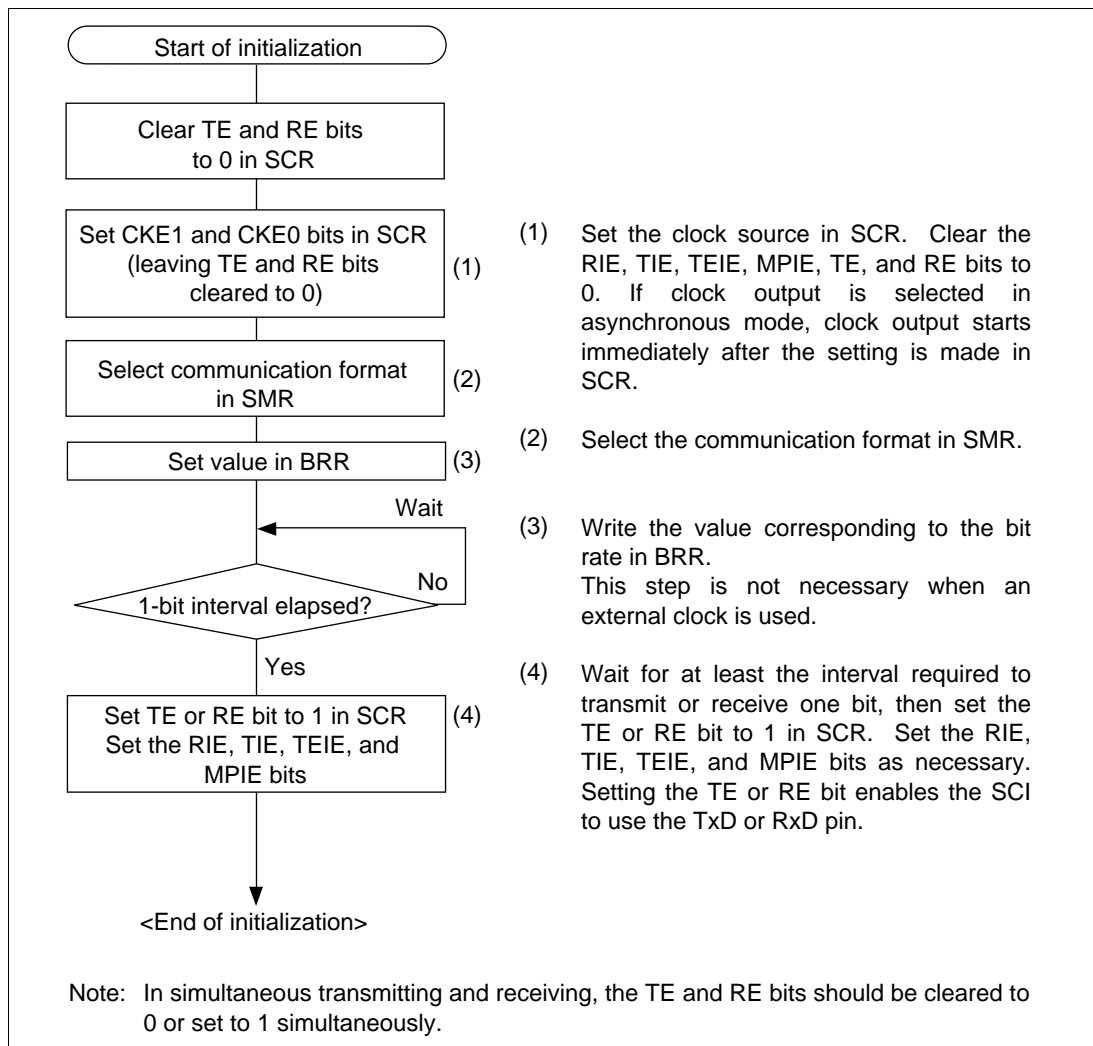 Start of initialization
Clear TE and RE bits
to 0 in SCR
Set CKE1 and CKE0 bits in SCR
(leaving TE and RE bits
cleared to 0)
(1)
Select communication format
in SMR
(2)
Set value in BRR
(3)
Wait
No
1-bit interval elapsed?
Yes
Set TE or RE bit to 1 in SCR
Set the RIE, TIE, TEIE, and
MPIE bits
(4)
<End of initialization>
(1) Set the clock source in SCR. Clear the
RIE, TIE, TEIE, MPIE, TE, and RE bits to
0. If clock output is selected in
asynchronous mode, clock output starts
immediately after the setting is made in
SCR.
(2) Select the communication format in SMR.
(3) Write the value corresponding to the bit
rate in BRR.
This step is not necessary when an
external clock is used.
(4) Wait for at least the interval required to
transmit or receive one bit, then set the
TE or RE bit to 1 in SCR. Set the RIE,
TIE, TEIE, and MPIE bits as necessary.
Setting the TE or RE bit enables the SCI
to use the TxD or RxD pin.
Note: In simultaneous transmitting and receiving, the TE and RE bits should be cleared to
0 or set to 1 simultaneously.